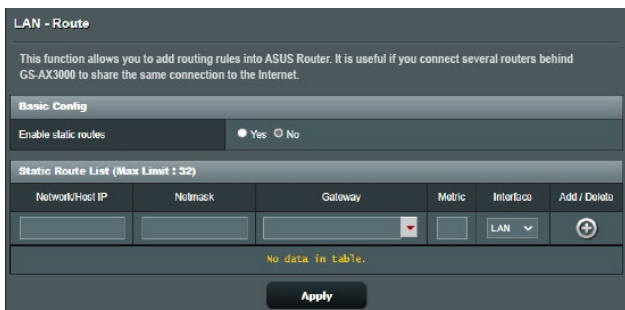 LAN - Route
This function allows you to add routing rules into ASUS Router. It is useful if you connect several routers behind
GS-AX3000 to share the same connection to the Internet.
Basic Config
Enable static routes Yes No
Static Route List (Max Limit : 32)
Network/Host IP Netmask Gateway Metric Interface Add / Delete
LAN
No data in table.
Apply